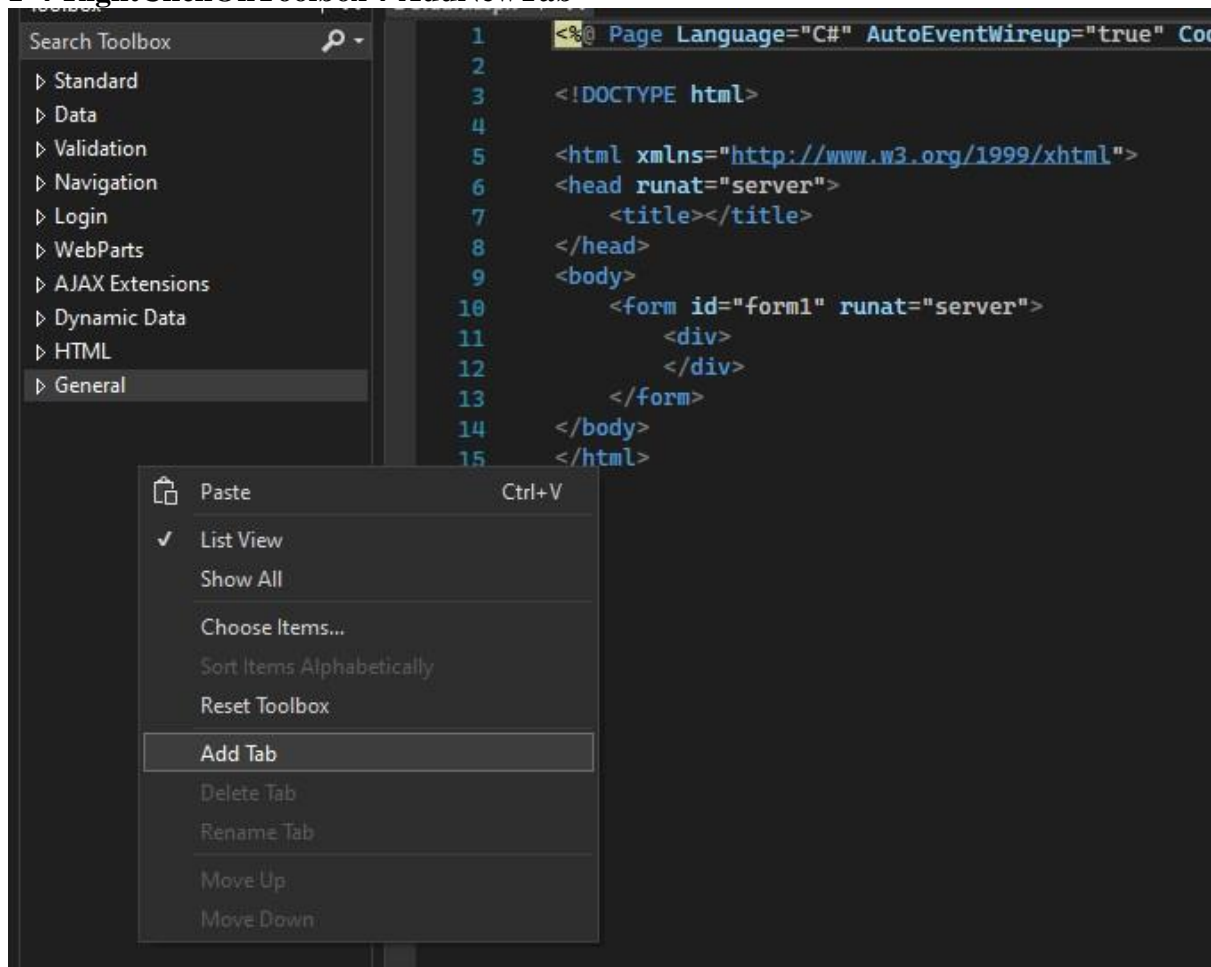 Search Toolbox
Standard
Data
Validation
Navigation
Login
WebParts
AJAX Extensions
Dynamic Data
HTML
General
1 <%@ Page Language="C#" AutoEventWireup="true" Co
2
3 <!DOCTYPE html>
4
5 <html xmlns="http://www.w3.org/1999/xhtml">
6 <head runat="server">
7 <title></title>
8 </head>
9 <body>
10 <form id="form1" runat="server">
11 <div>
12 </div>
13 </form>
14 </body>
15 </html>
Paste Ctrl+V
List View
Show All
Choose Items...
Sort Items Alphabetically
Reset Toolbox
Add Tab
Delete Tab
Rename Tab
Move Up
Move Down